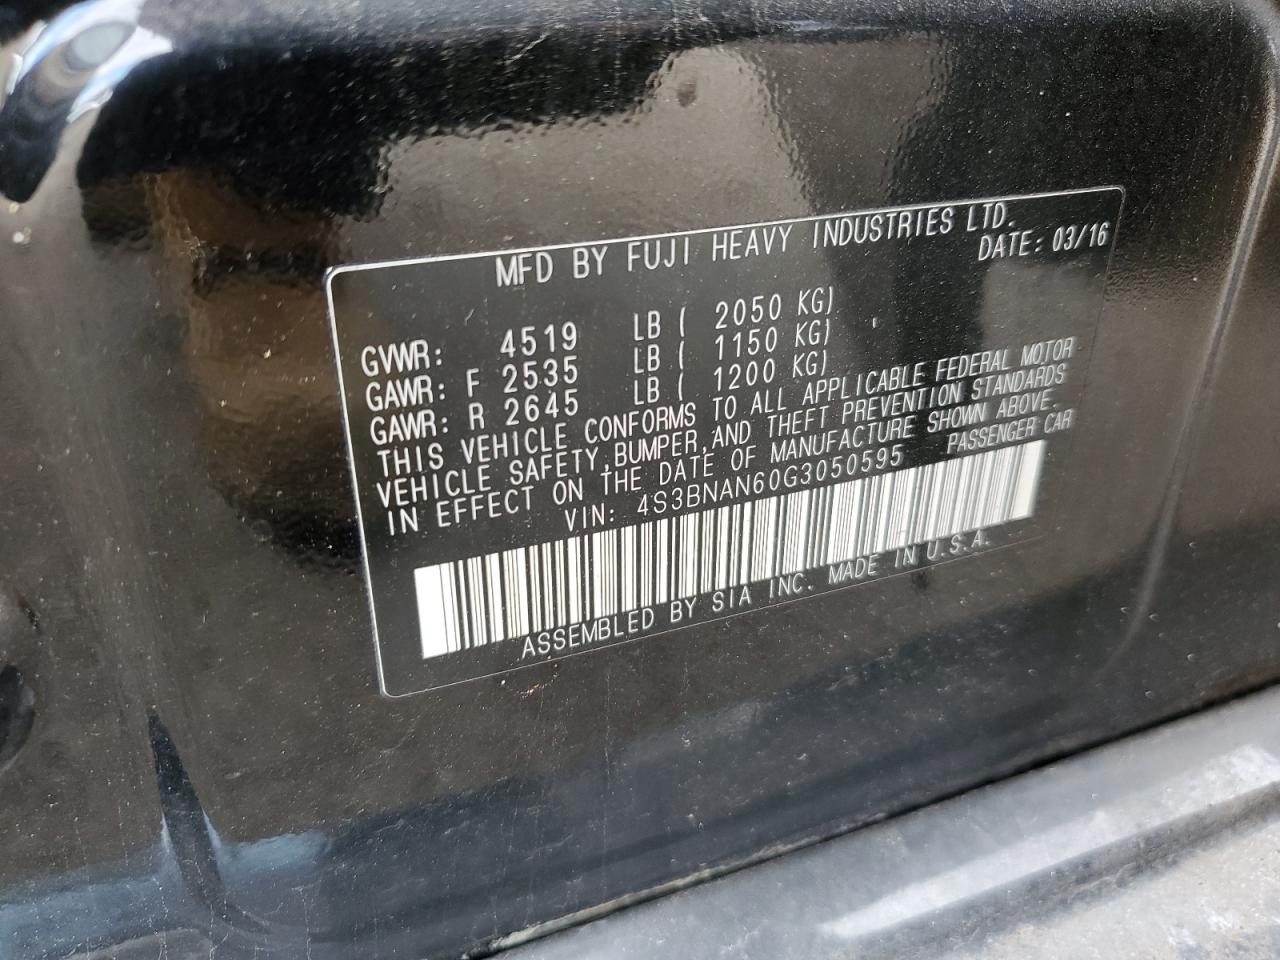 MFD BY FUJI HEAVY INDUSTRIES LTD.
DATE: 03/16
GVWR: 4519 LB ( 2050 KG)
GAWR: F 2535 LB ( 1150 KG)
GAWR: R 2645 LB ( 1200 KG)
THIS VEHICLE CONFORMS TO ALL APPLICABLE FEDERAL MOTOR
VEHICLE SAFETY,BUMPER,AND THEFT PREVENTION STANDARDS
IN EFFECT ON THE DATE OF MANUFACTURE SHOWN ABOVE.
VIN: 4S3BNAN60G3050595 PASSENGER CAR
ASSEMBLED BY SIA INC. MADE IN U.S.A.